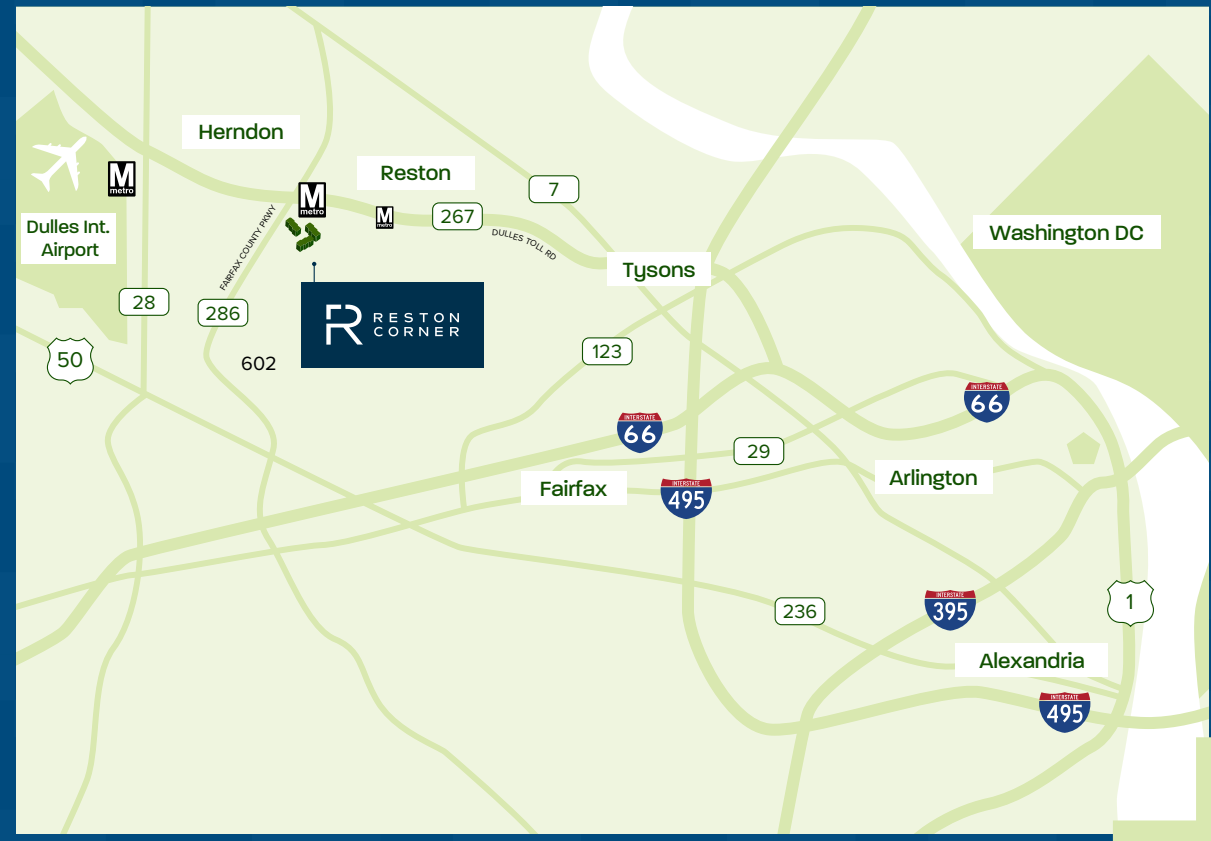 Herndon
M
metro
Reston
M
metro
M
metro
7
267
DULLES TOLL RD
FAIRFAX COUNTY PKWY
Dulles Int.
Airport
Washington DC
Tysons
28
286
RESTON
CORNER
50
602
123
INTERSTATE
66
INTERSTATE
66
29
Fairfax
INTERSTATE
495
Arlington
INTERSTATE
395
236
1
Alexandria
INTERSTATE
495